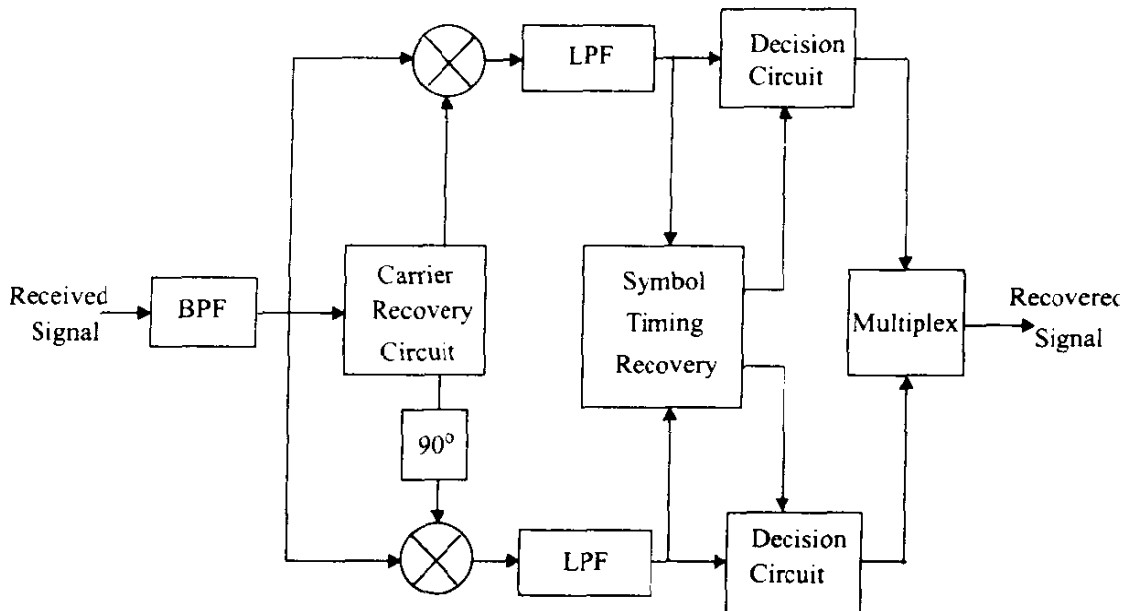 LPF
Decision
Circuit
Received
Signal
BPF
Carrier
Recovery
Circuit
Symbol
Timing
Recovery
Multiplex
Recovered
Signal
90°
LPF
Decision
Circuit